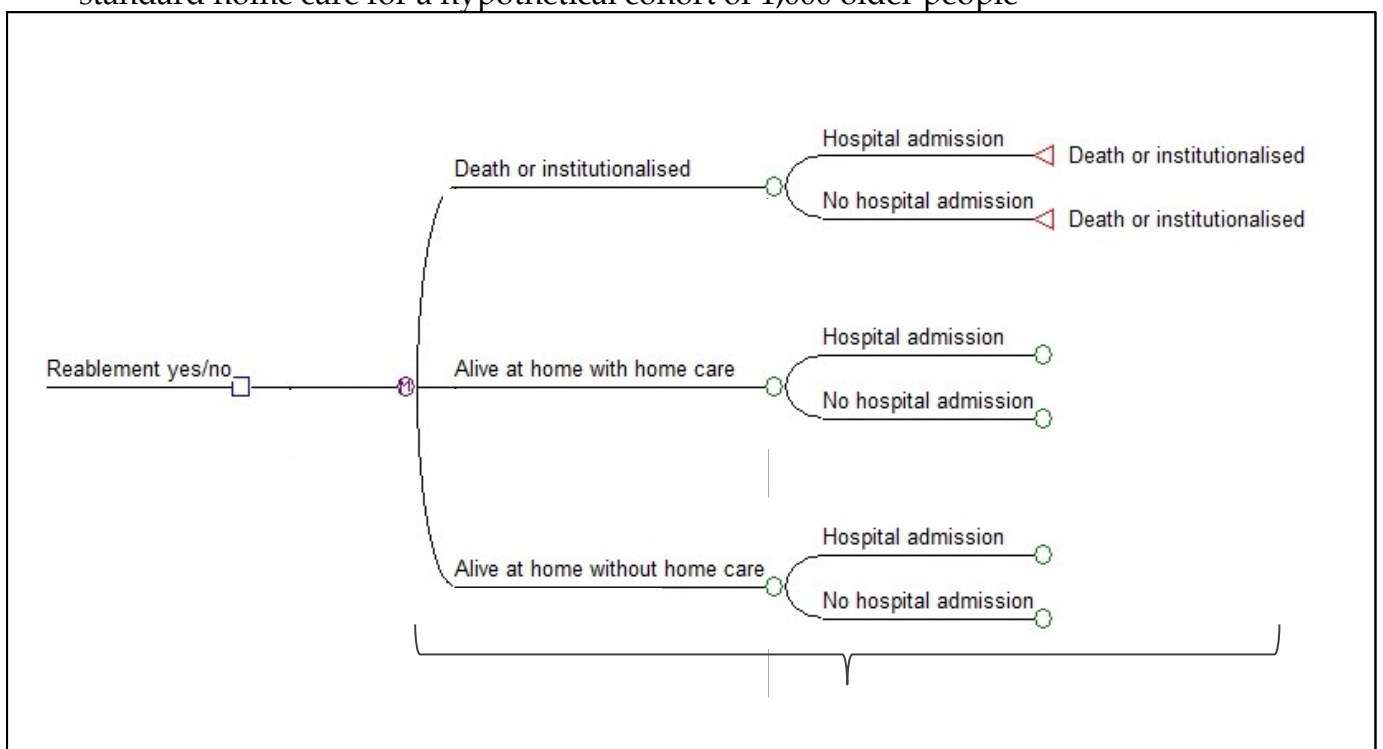 standard home care for a hypothetical cohort of 1,000 older people
Hospital admission
Death or institutionalised
Death or institutionalised
No hospital admission
Death or institutionalised
Hospital admission
Reablement yes/no
Alive at home with home care
No hospital admission
Hospital admission
Alive at home without home care
No hospital admission
M